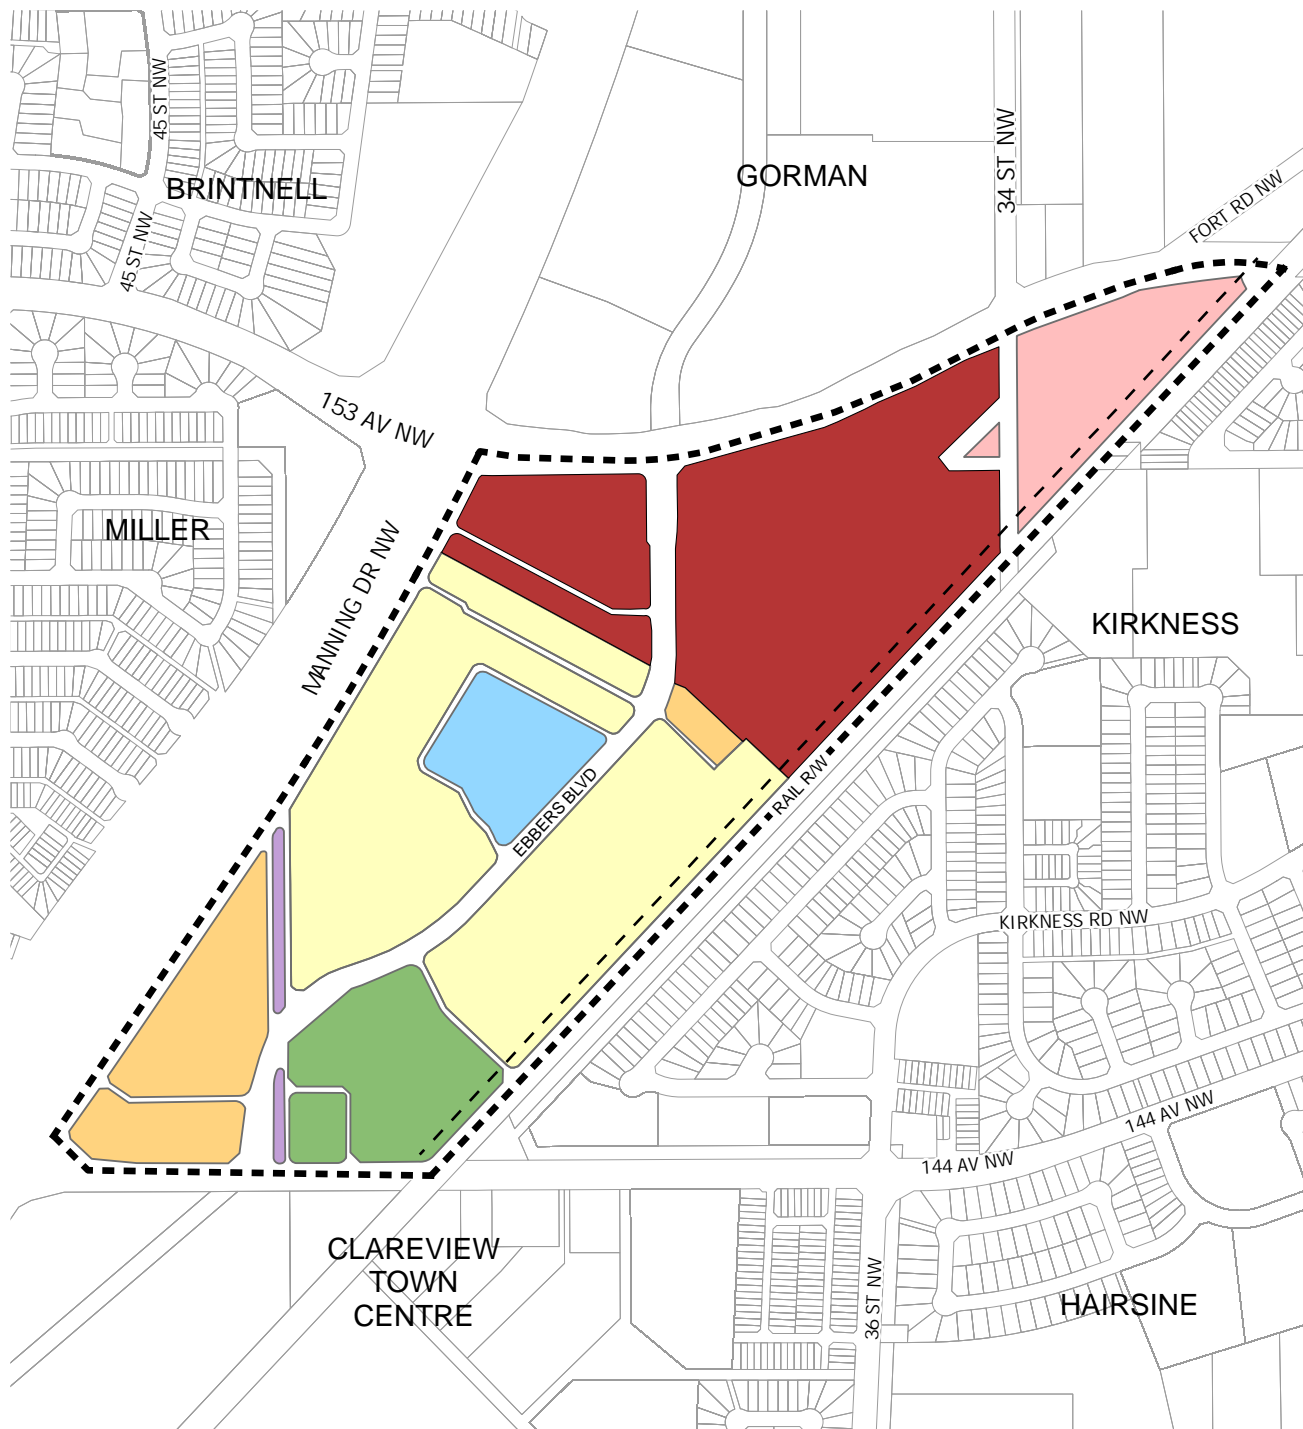 45 ST NW
34 ST NW
GORMAN
FORT RD NW
BRINTNELL
45 ST NW
153 AV NW
MILLER
MANNING DR NW
KIRKNESS
RAIL R/W
EBBERS BLVD
KIRKNESS RD NW
144 AV NW
144 AV NW
CLAREVIEW
TOWN
CENTRE
36 ST NW
HAIRSINE